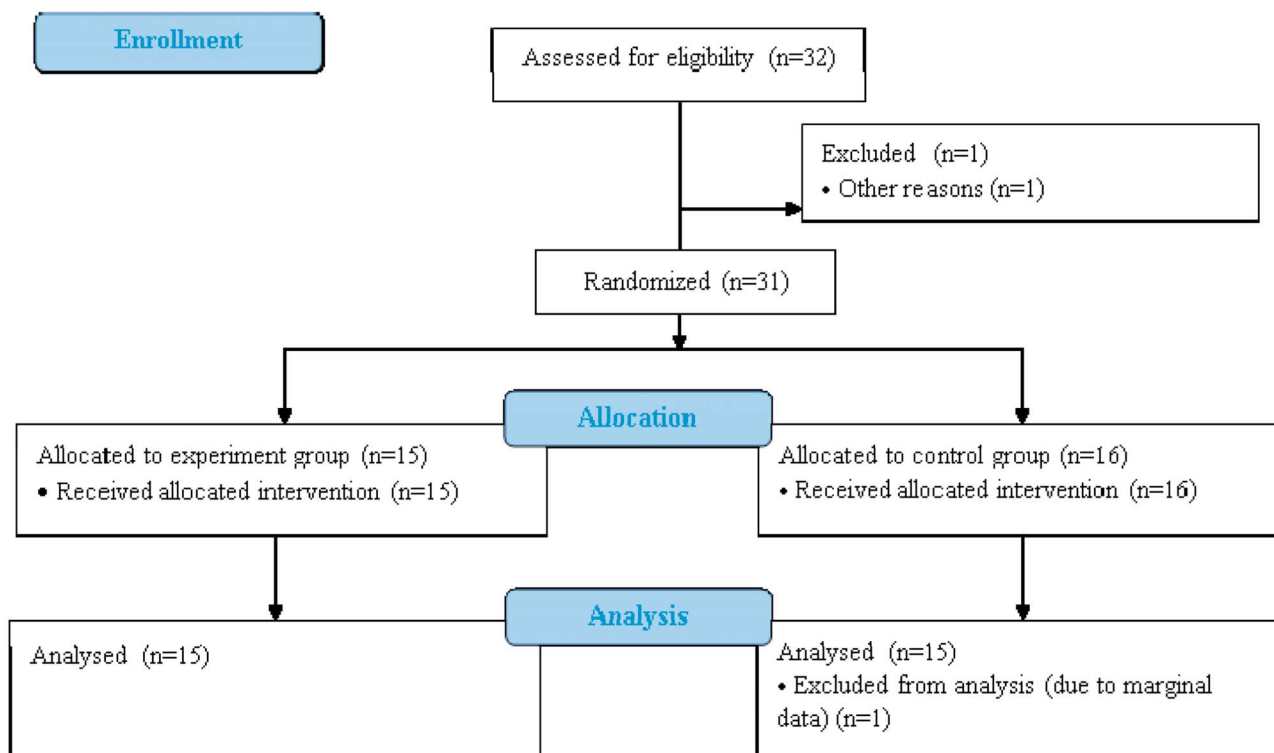 Enrollment
Assessed for eligibility (n=32)
Excluded (n=1)
• Other reasons (n=1)
Randomized (n=31)
Allocation
Allocated to experiment group (n=15)
• Received allocated intervention (n=15)
Allocated to control group (n=16)
• Received allocated intervention (n=16)
Analysis
Analysed (n=15)
Analysed (n=15)
• Excluded from analysis (due to marginal
data) (n=1)